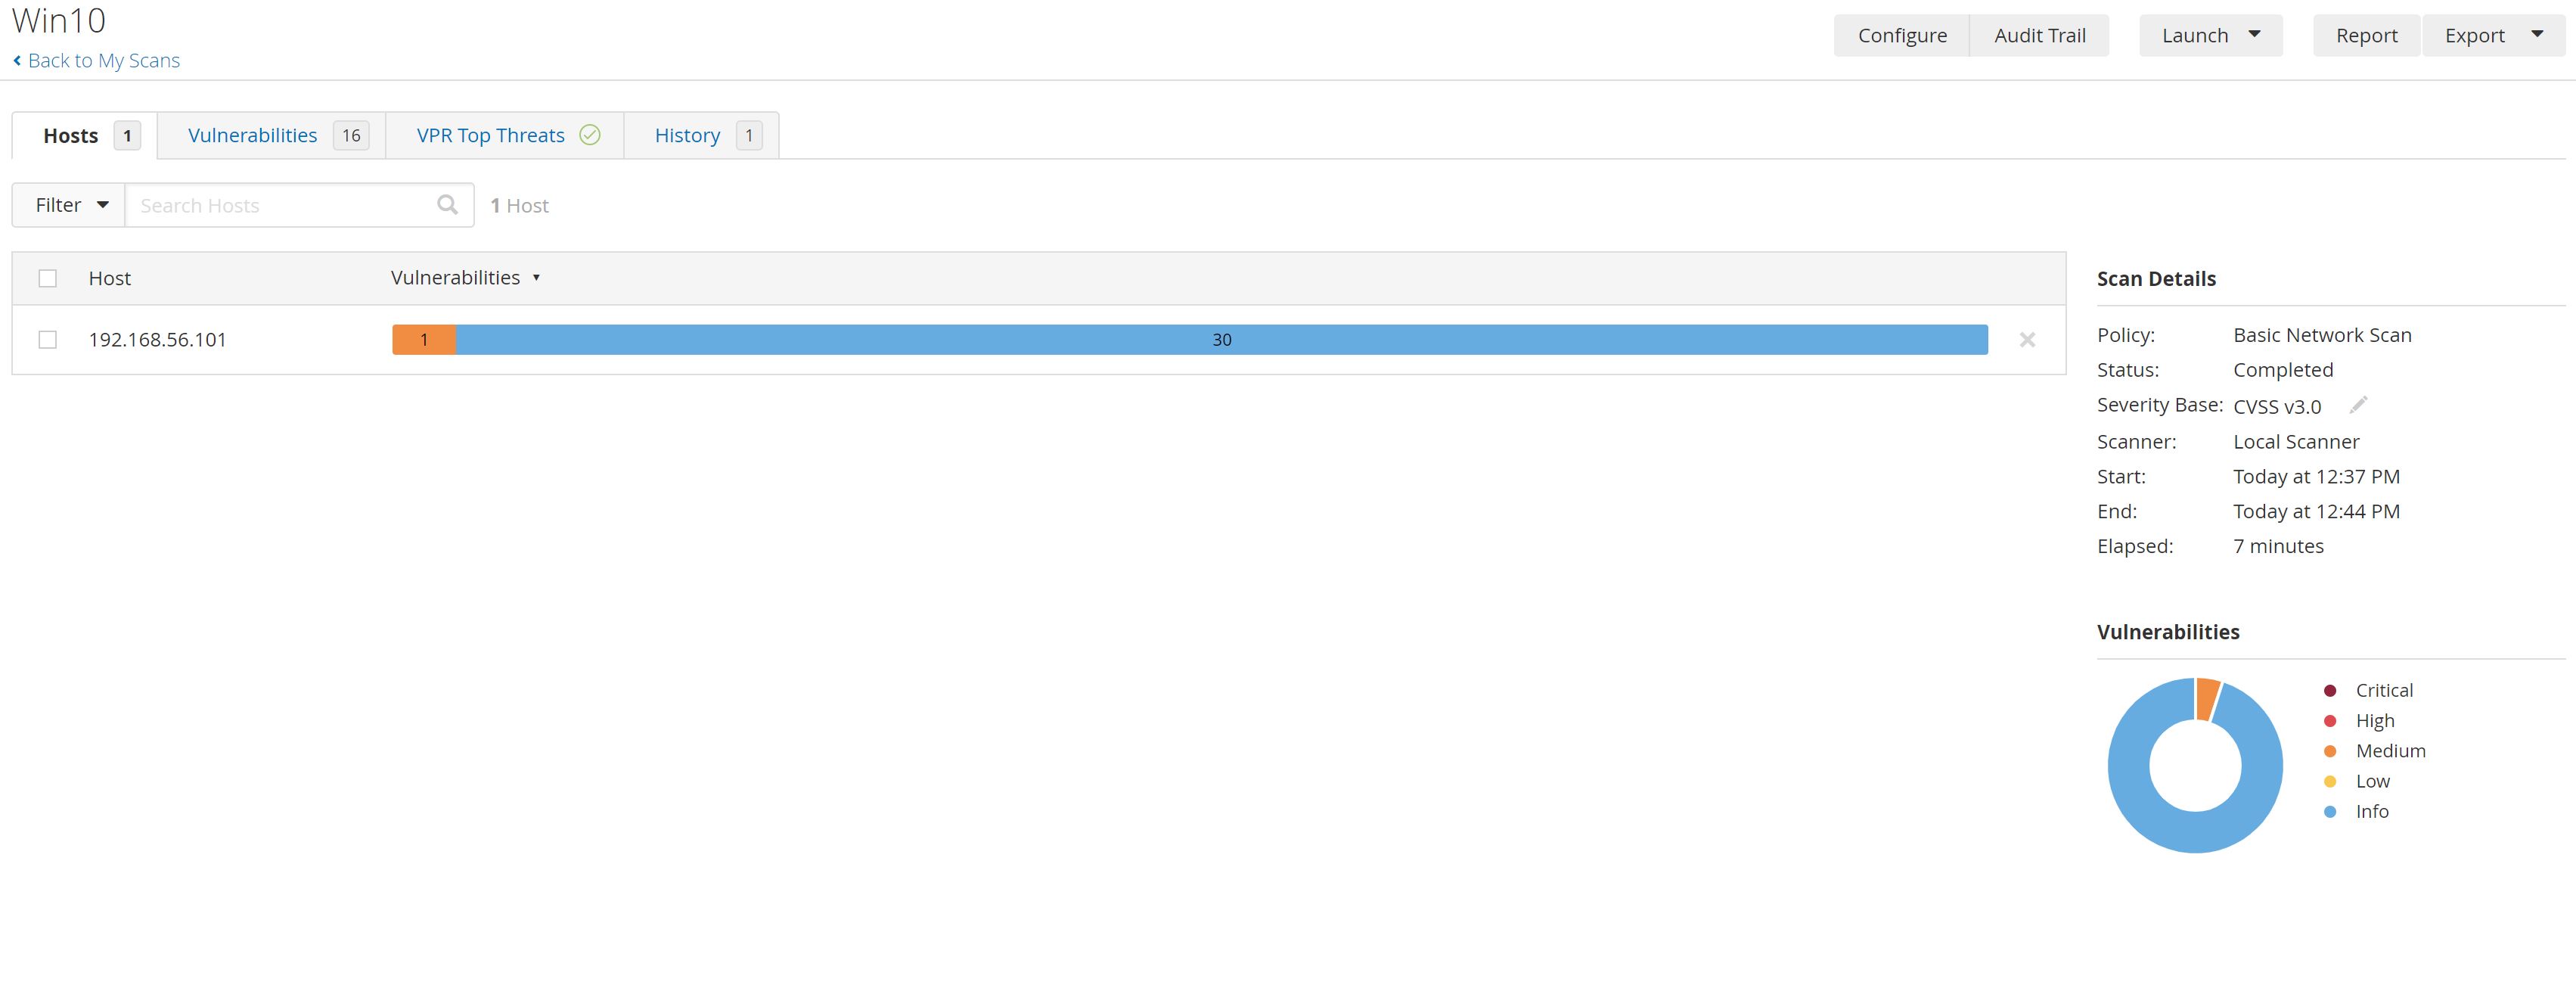 Win10
Back to My Scans
Configure Audit Trail Launch Report Export
Hosts 1 Vulnerabilities 16 VPR Top Threats History 1
Filter Search Hosts 1 Host
Host Vulnerabilities
192.168.56.101 1 30
Scan Details
Policy: Basic Network Scan
Status: Completed
Severity Base: CVSS v3.0
Scanner: Local Scanner
Start: Today at 12:37 PM
End: Today at 12:44 PM
Elapsed: 7 minutes
Vulnerabilities
Critical
High
Medium
Low
Info